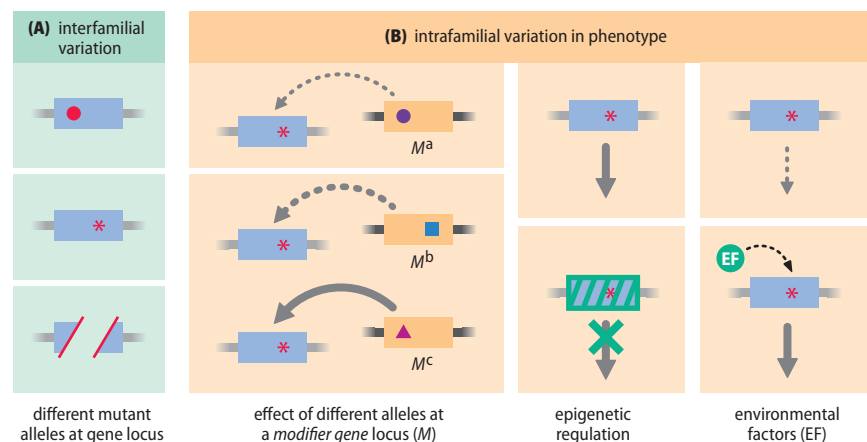 (A) interfamilial
variation
(B) intrafamilial variation in phenotype
Mᵃ
Mᵇ
Mᶜ
EF
different mutant
alleles at gene locus
effect of different alleles at
a modifier gene locus (M)
epigenetic
regulation
environmental
factors (EF)